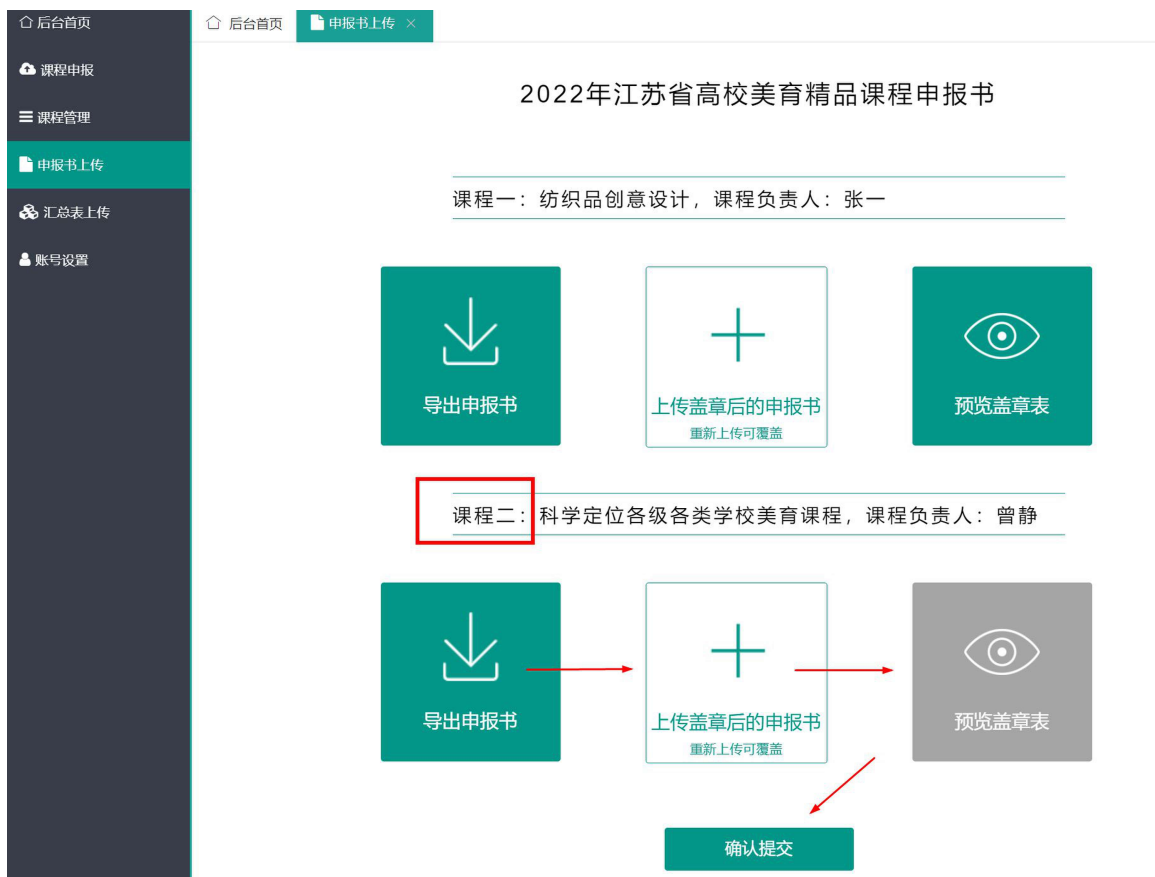 后台首页
后台首页
申报书上传 ×
课程申报
课程管理
申报书上传
汇总表上传
账号设置
2022年江苏省高校美育精品课程申报书
课程一：纺织品创意设计，课程负责人：张一
导出申报书
上传盖章后的申报书
重新上传可覆盖
预览盖章表
课程二：科学定位各级各类学校美育课程，课程负责人：曾静
导出申报书
上传盖章后的申报书
重新上传可覆盖
预览盖章表
确认提交